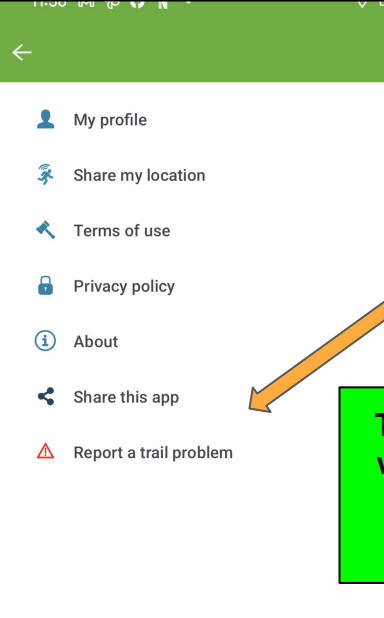 My profile
Share my location
Terms of use
Privacy policy
About
Share this app
Report a trail problem